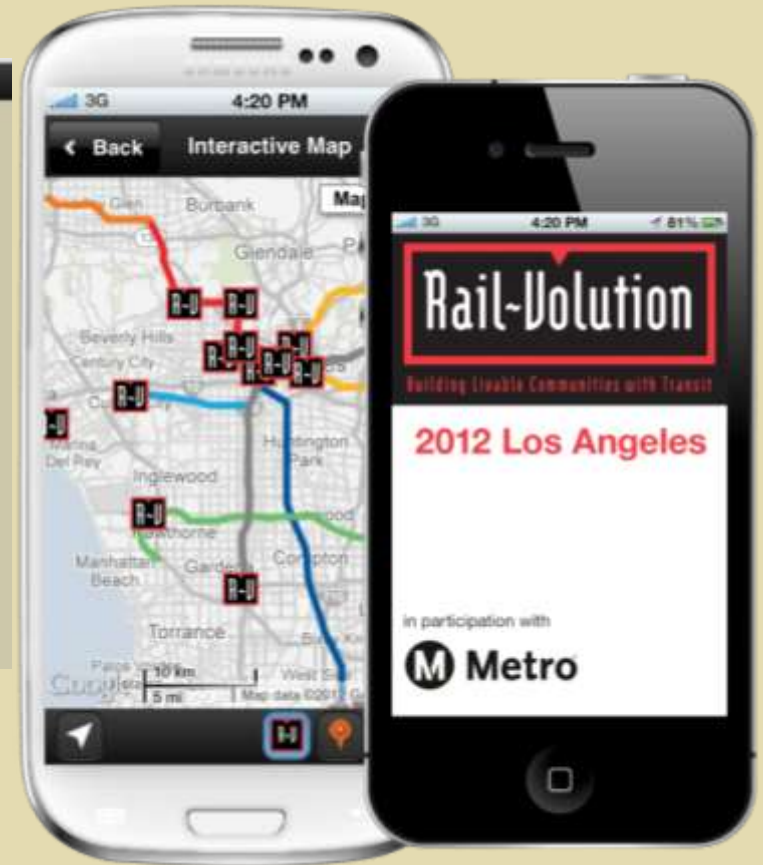 3G 4:20 PM
Back Interactive Map
Map
Glen Burbank
Glendale
Beverly Hills
Century City
Marina
Del Rey
Huntington
Park
Inglewood
Hawthorne
Manhattan
Beach
Compton
Torrance
10 km
5 mi
West
Map data ©2012
R-U
R-U
R-U
R-U
R-U
R-U
R-U
R-U
R-U
R-U
3G 4:20 PM 81%
Rail~Volution
Building Livable Communities with Transit
2012 Los Angeles
in participation with
M Metro